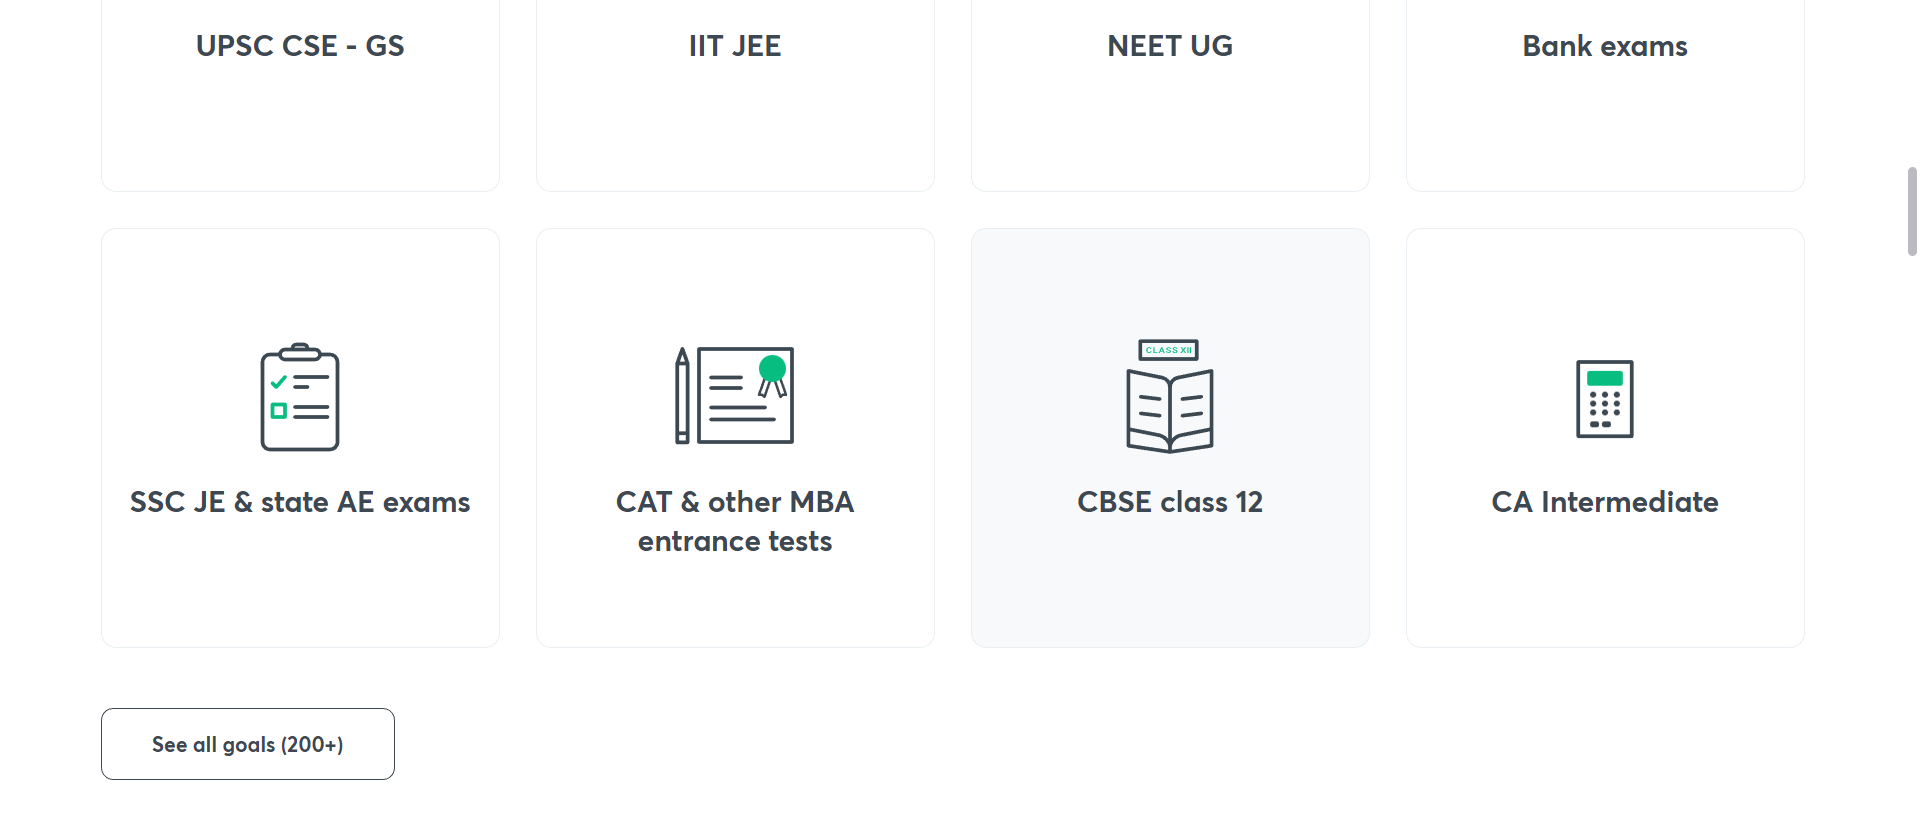 UPSC CSE - GS
IIT JEE
NEET UG
Bank exams
SSC JE & state AE exams
CAT & other MBA
entrance tests
CLASS XII
CBSE class 12
CA Intermediate
See all goals (200+)